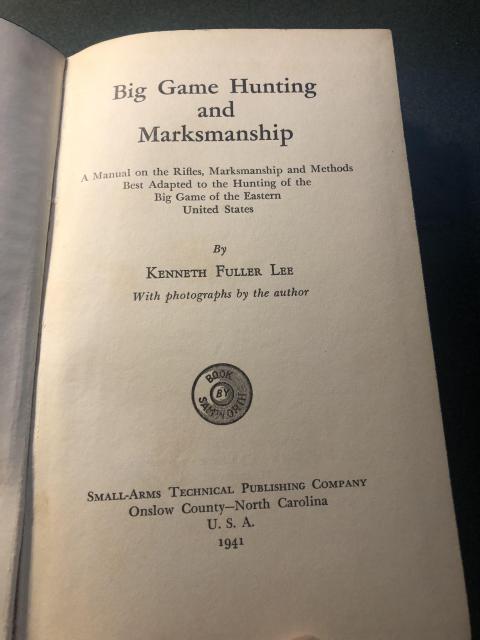 Big Game Hunting
and
Marksmanship
A Manual on the Rifles, Marksmanship and Methods
Best Adapted to the Hunting of the
Big Game of the Eastern
United States
By
Kenneth Fuller Lee
With photographs by the author
BOOK
BY
SAMWORTH
Small-Arms Technical Publishing Company
Onslow County—North Carolina
U. S. A.
1941